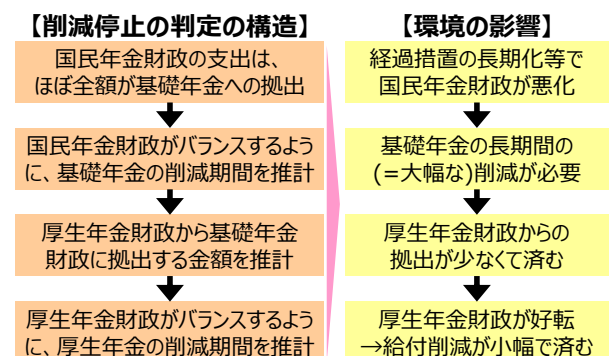 【削減停止の判定の構造】
国民年金財政の支出は、
ほぼ全額が基礎年金への拠出
国民年金財政がバランスするよう
に、基礎年金の削減期間を推計
厚生年金財政から基礎年金
財政に拠出する金額を推計
厚生年金財政がバランスするよう
に、厚生年金の削減期間を推計
【環境の影響】
経過措置の長期化等で
国民年金財政が悪化
基礎年金の長期間の
(=大幅な)削減が必要
厚生年金財政からの
拠出が少なくて済む
厚生年金財政が好転
→給付削減が小幅で済む